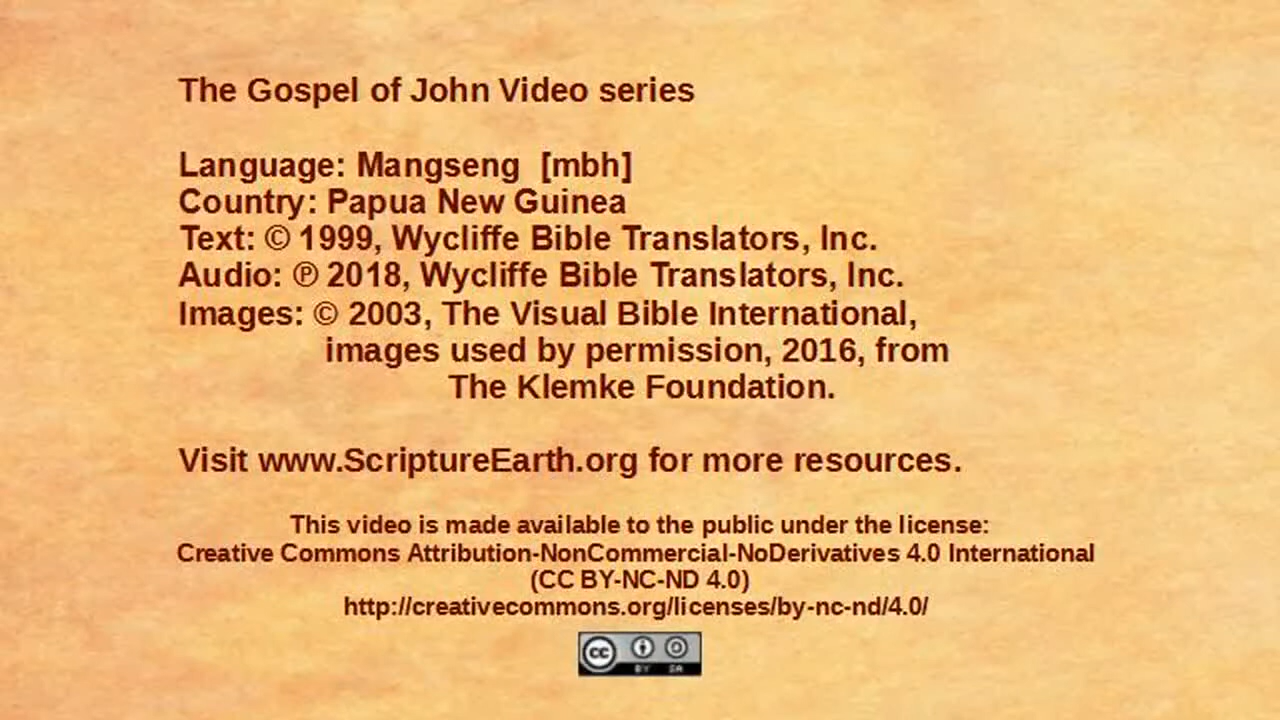 The Gospel of John Video series
Language: Mangseng [mbh]
Country: Papua New Guinea
Text: © 1999, Wycliffe Bible Translators, Inc.
Audio: ℗ 2018, Wycliffe Bible Translators, Inc.
Images: © 2003, The Visual Bible International,
images used by permission, 2016, from
The Klemke Foundation.
Visit www.ScriptureEarth.org for more resources.
This video is made available to the public under the license:
Creative Commons Attribution-NonCommercial-NoDerivatives 4.0 International
(CC BY-NC-ND 4.0)
http://creativecommons.org/licenses/by-nc-nd/4.0/
cc BY SA